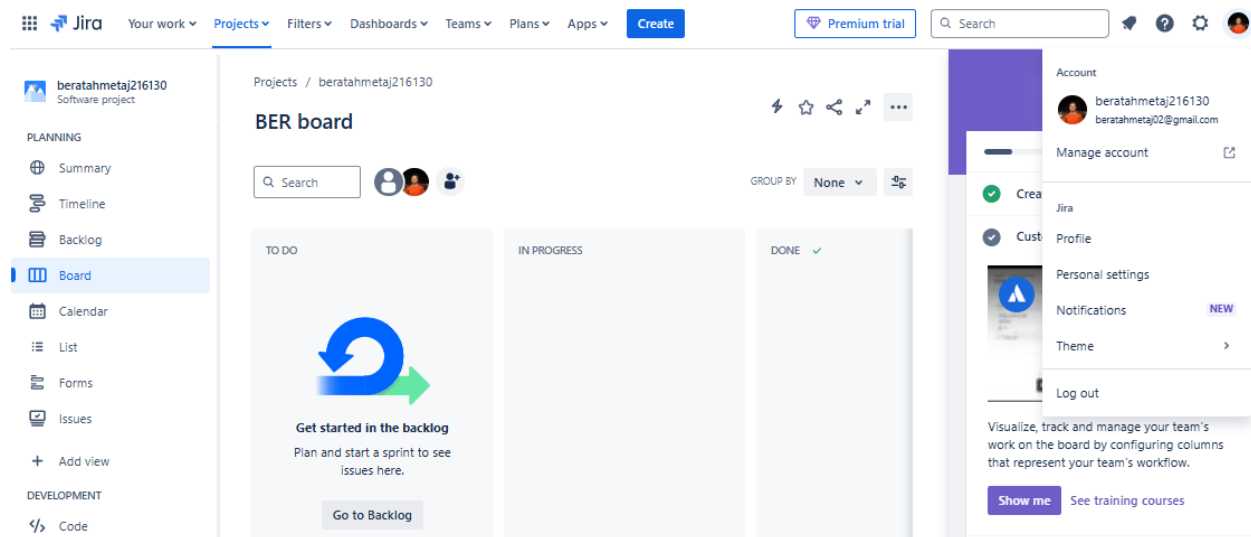 Jira
Your work
Projects
Filters
Dashboards
Teams
Plans
Apps
Create
Premium trial
Search
beratahmetaj216130
Software project
PLANNING
Summary
Timeline
Backlog
Board
Calendar
List
Forms
Issues
+ Add view
DEVELOPMENT
Code
Projects / beratahmetaj216130
BER board
Search
GROUP BY
None
TO DO
IN PROGRESS
DONE
Get started in the backlog
Plan and start a sprint to see
issues here.
Go to Backlog
Account
beratahmetaj216130
beratahmetaj02@gmail.com
Manage account
Jira
Profile
Personal settings
Notifications
NEW
Theme
Log out
Crea
Cust
Visualize, track and manage your team's
work on the board by configuring columns
that represent your team's workflow.
Show me
See training courses